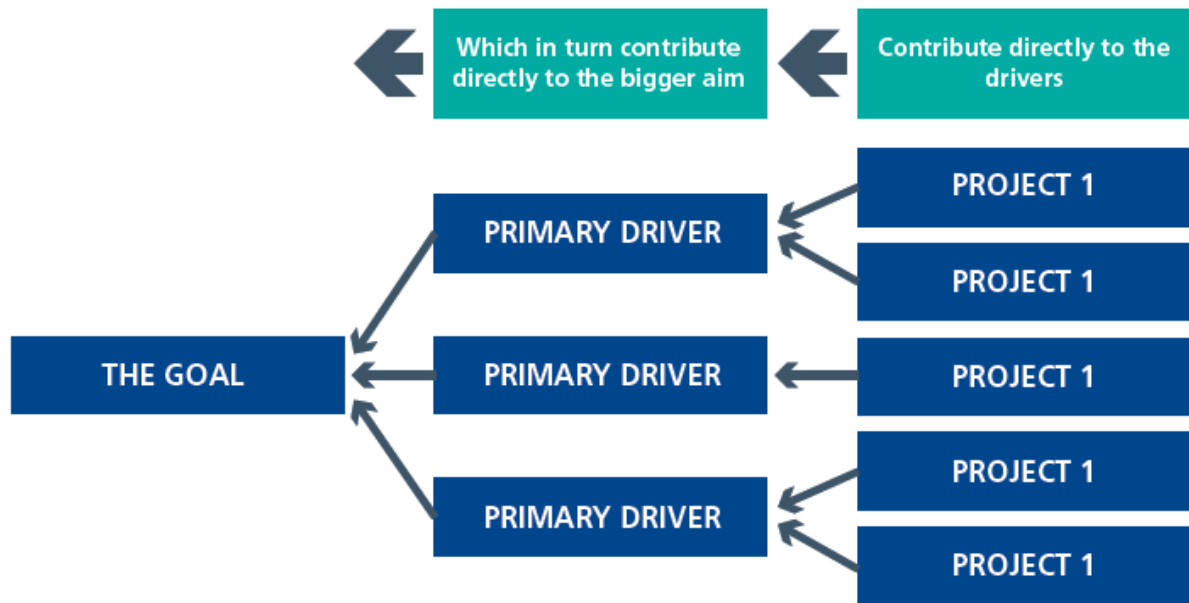 Which in turn contribute
directly to the bigger aim
Contribute directly to the
drivers
PROJECT 1
PRIMARY DRIVER
PROJECT 1
THE GOAL
PRIMARY DRIVER
PROJECT 1
PROJECT 1
PRIMARY DRIVER
PROJECT 1